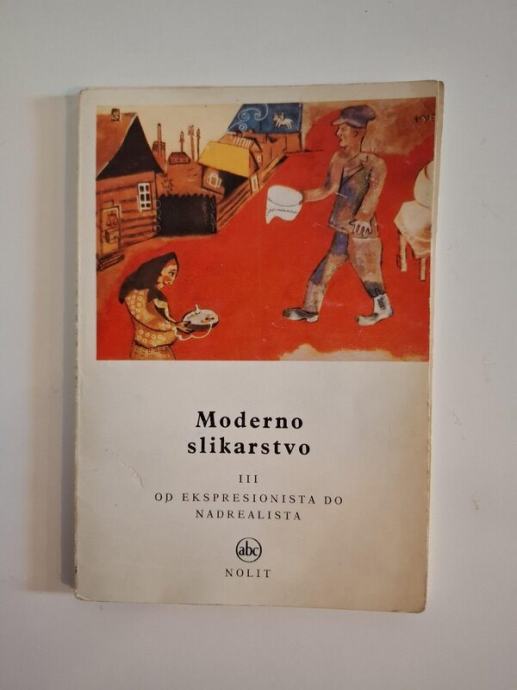 Moderno
slikarstvo
III
OD EKSPRESIONISTA DO
NADREALISTA
abc
NOLIT